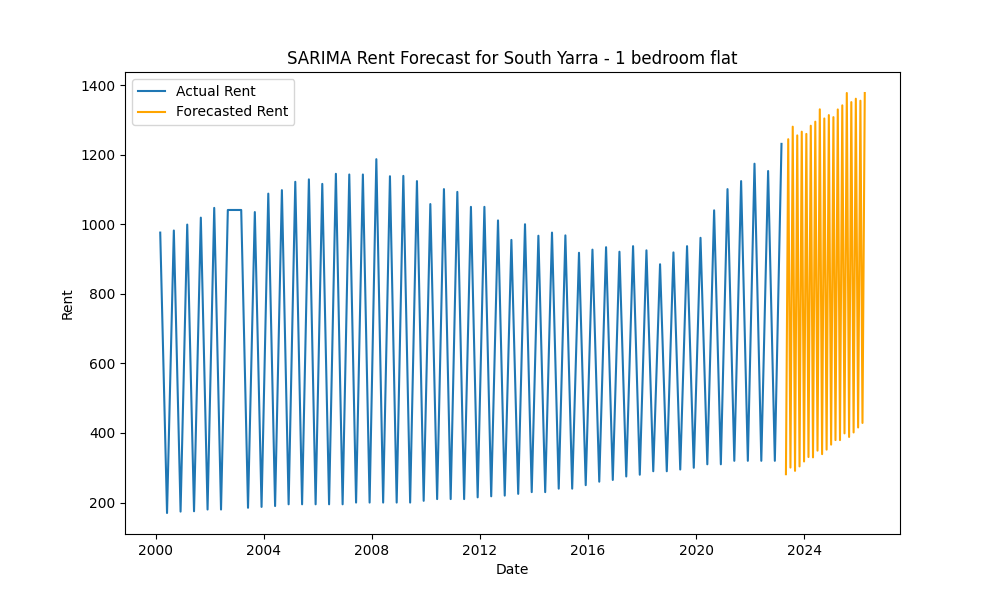 SARIMA Rent Forecast for South Yarra - 1 bedroom flat
Actual Rent
Forecasted Rent
1400
1200
1000
800
600
400
200
Rent
2000 2004 2008 2012 2016 2020 2024
Date